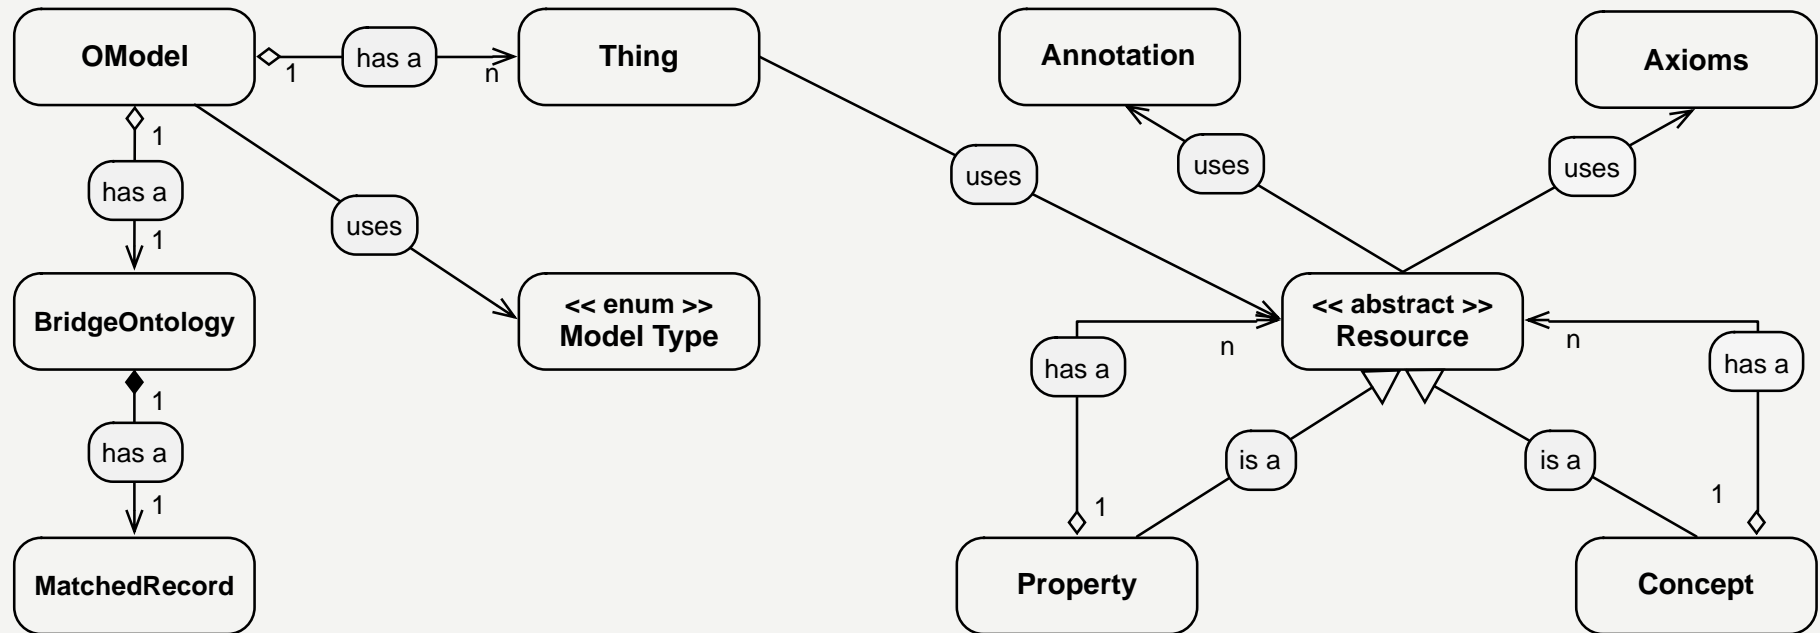 OModel
1
has a
n
Thing
Annotation
Axioms
1
has a
1
uses
uses
uses
uses
BridgeOntology
<< enum >>
Model Type
<< abstract >>
Resource
n
n
has a
has a
1
has a
1
is a
is a
1
1
MatchedRecord
Property
Concept